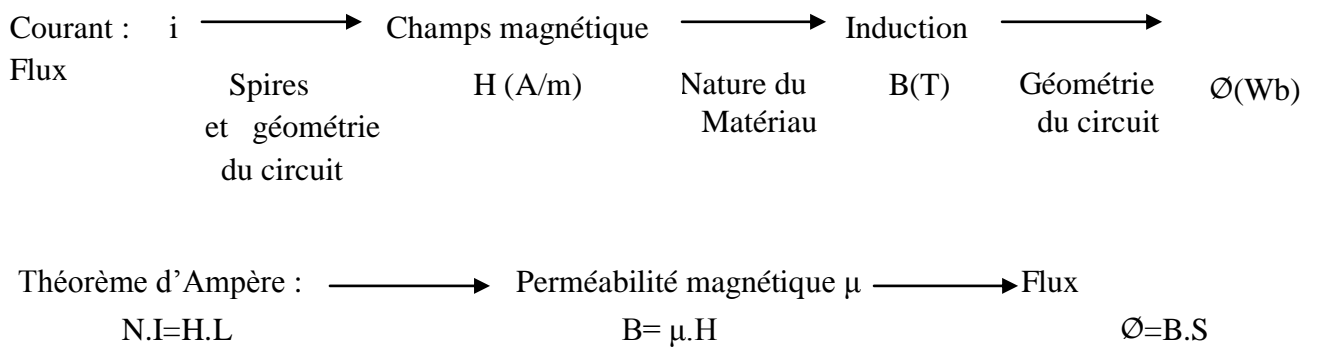 Courant : i Champs magnétique Induction
Flux
Spires H (A/m) Nature du B(T) Géométrie ∅(Wb)
et géométrie Matériau du circuit
du circuit
Théorème d'Ampère : Perméabilité magnétique μ Flux
N.I=H.L B= μ.H ∅=B.S